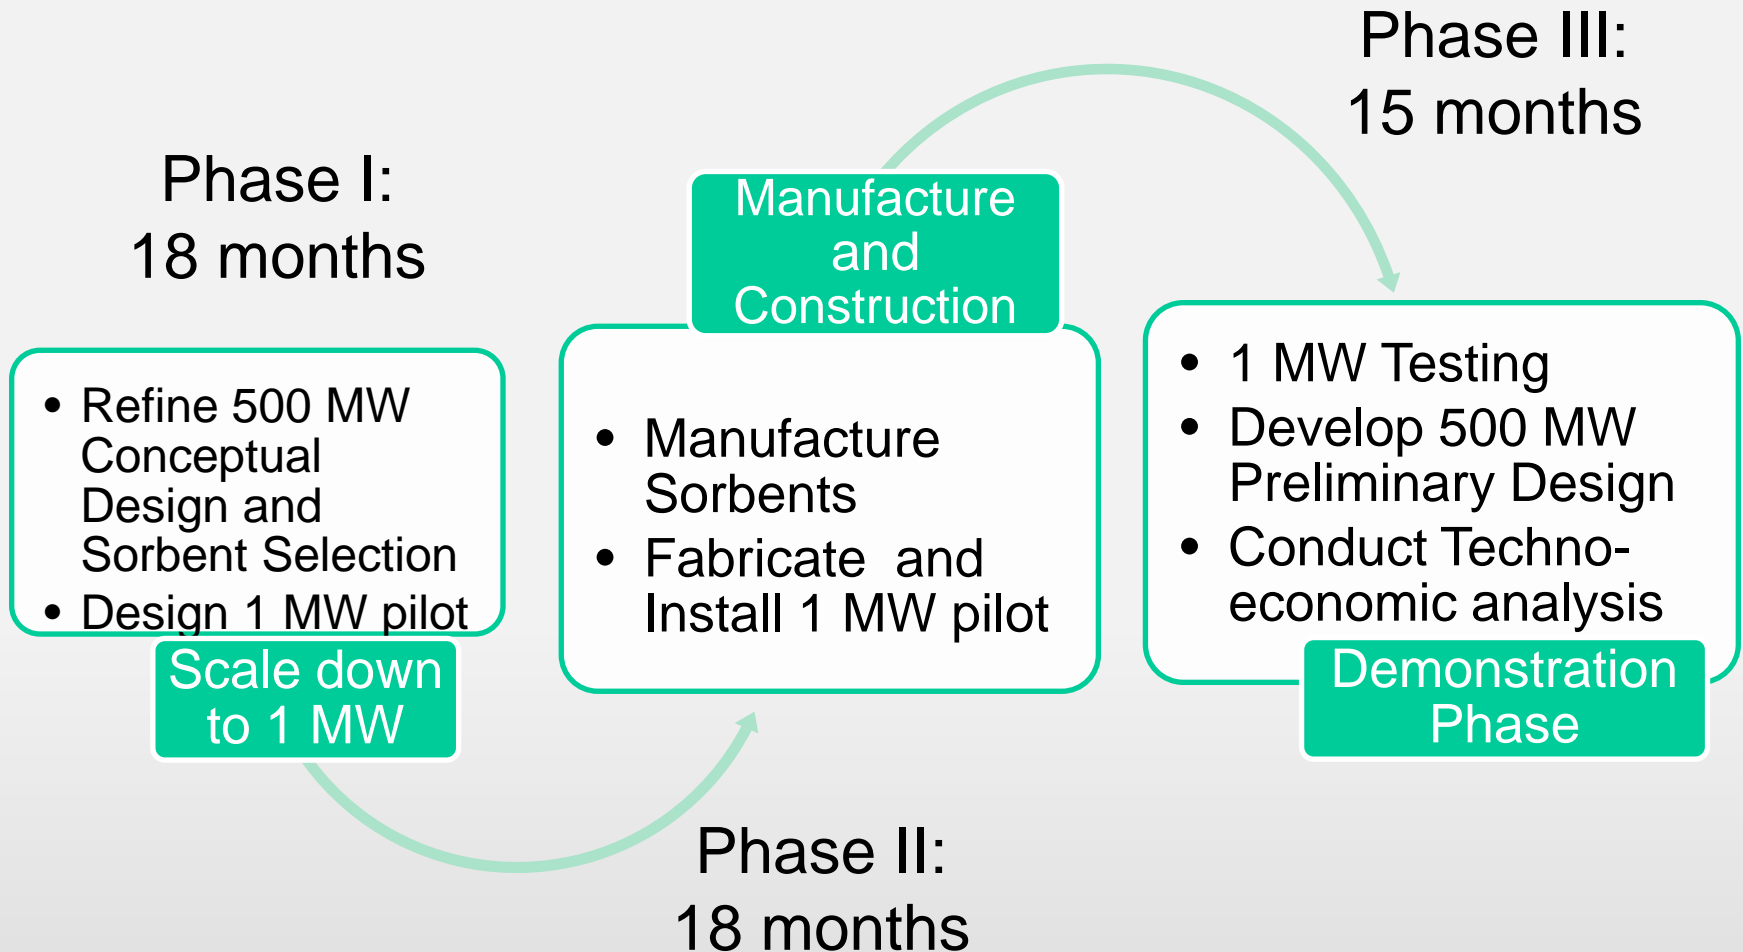 Phase I:
18 months
• Refine 500 MW
Conceptual
Design and
Sorbent Selection
• Design 1 MW pilot
Scale down
to 1 MW
Manufacture
and
Construction
• Manufacture
Sorbents
• Fabricate  and
Install 1 MW pilot
Phase II:
18 months
Phase III:
15 months
• 1 MW Testing
• Develop 500 MW
Preliminary Design
• Conduct Techno-
economic analysis
Demonstration
Phase